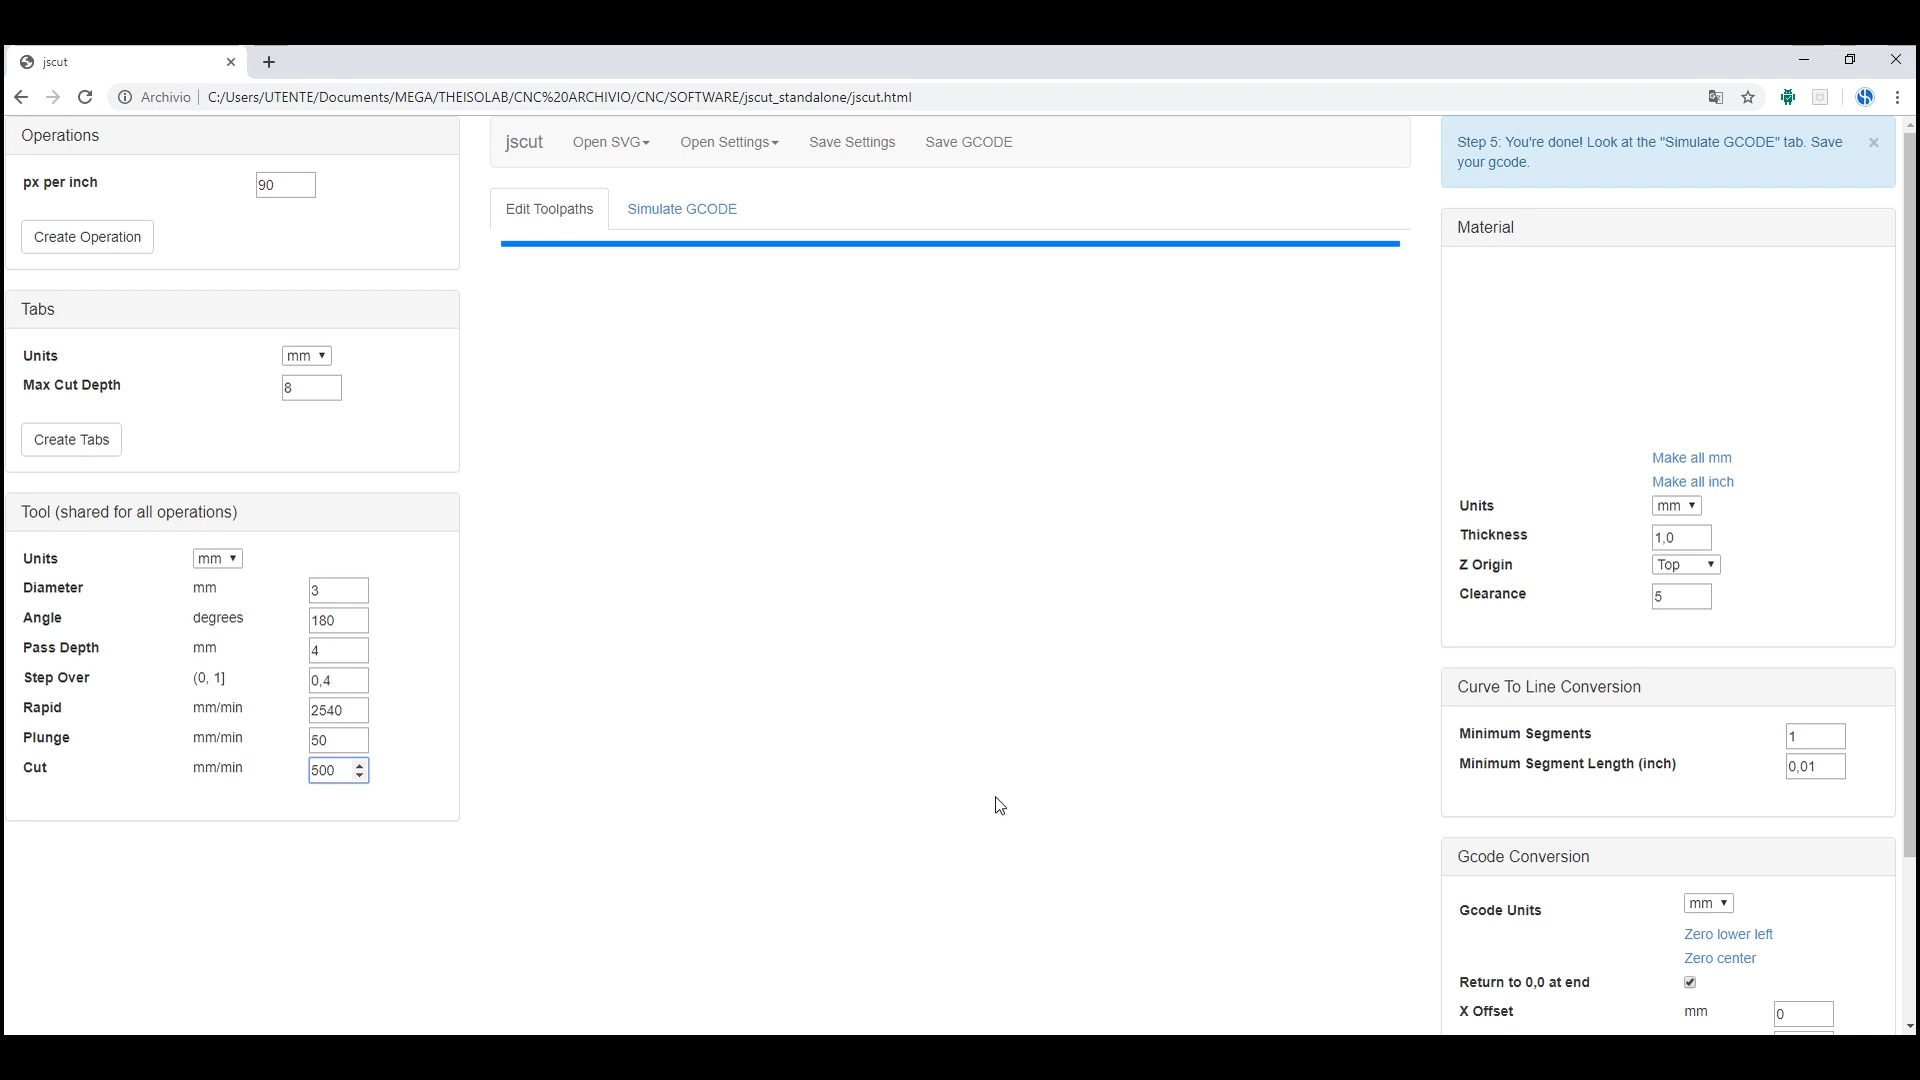 jscut
Archivio | C:/Users/UTENTE/Documents/MEGA/THEISOLAB/CNC%20ARCHIVIO/CNC/SOFTWARE/jscut_standalone/jscut.html
Operations
px per inch 90
Create Operation
Tabs
Units mm
Max Cut Depth 8
Create Tabs
Tool (shared for all operations)
Units mm
Diameter mm 3
Angle degrees 180
Pass Depth mm 4
Step Over (0, 1] 0,4
Rapid mm/min 2540
Plunge mm/min 50
Cut mm/min 500
jscut Open SVG Open Settings Save Settings Save GCODE
Edit Toolpaths Simulate GCODE
Step 5: You're done! Look at the "Simulate GCODE" tab. Save
your gcode.
Material
Make all mm
Make all inch
Units mm
Thickness 1,0
Z Origin Top
Clearance 5
Curve To Line Conversion
Minimum Segments 1
Minimum Segment Length (inch) 0,01
Gcode Conversion
Gcode Units mm
Zero lower left
Zero center
Return to 0,0 at end
X Offset mm 0